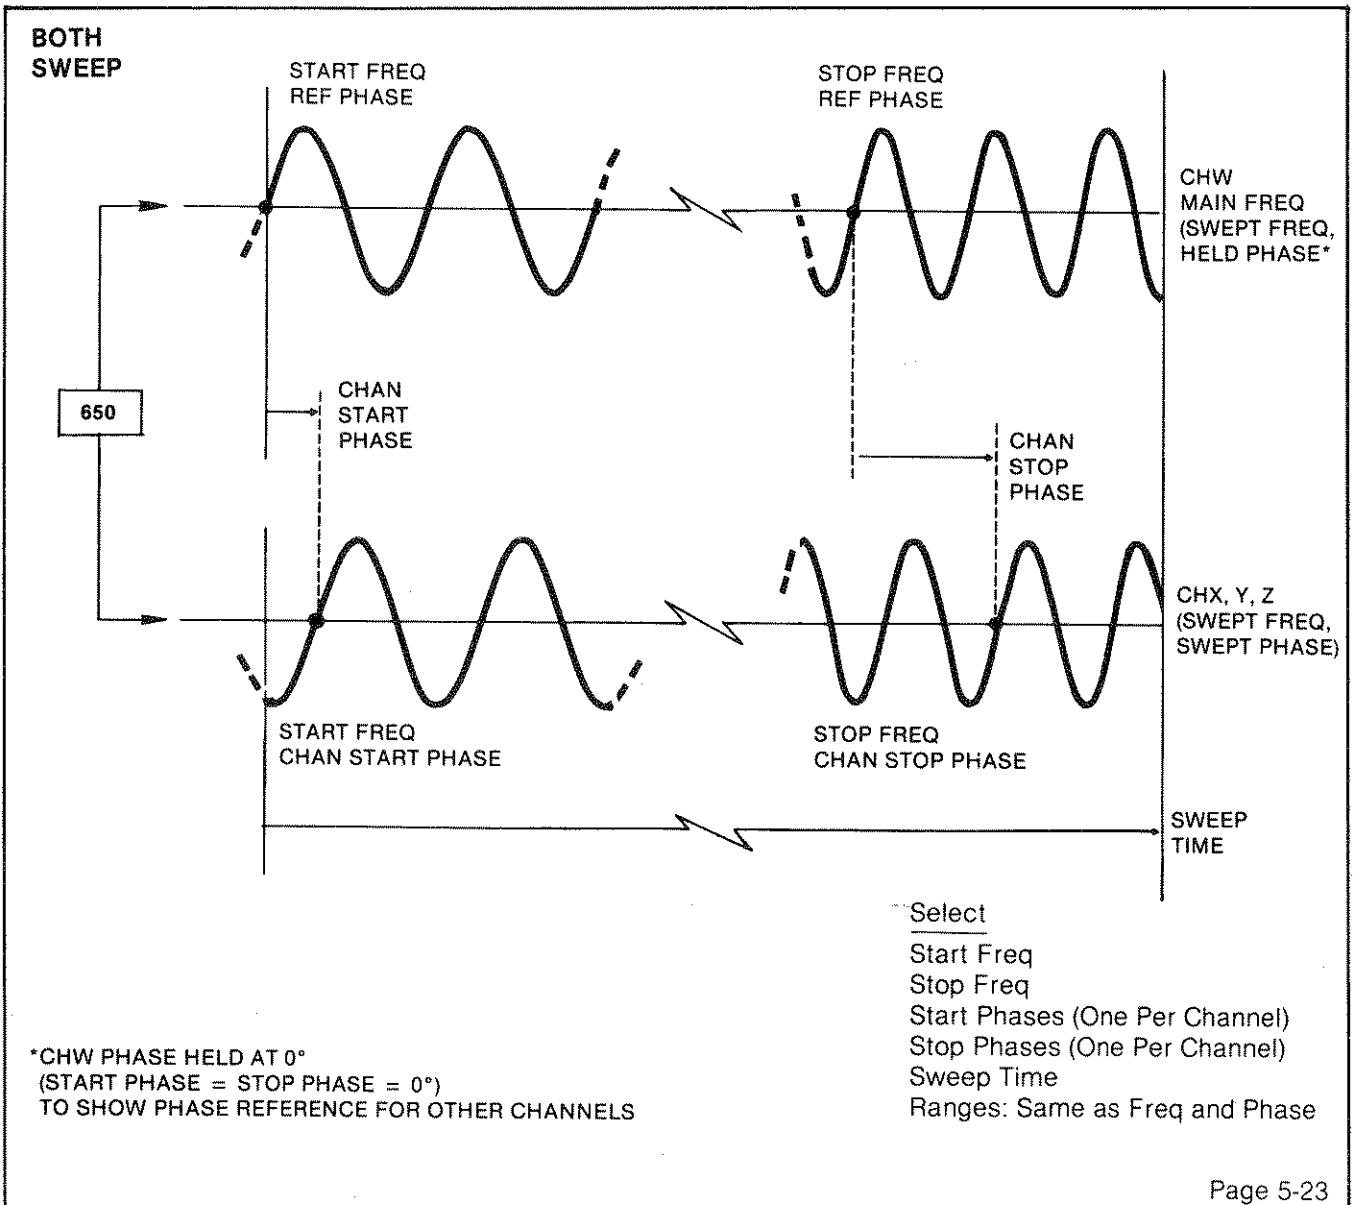 BOTH
SWEEP
START FREQ
REF PHASE
STOP FREQ
REF PHASE
CHW
MAIN FREQ
(SWEPT FREQ,
HELD PHASE*
650
CHAN
START
PHASE
CHAN
STOP
PHASE
CHX, Y, Z
(SWEPT FREQ,
SWEPT PHASE)
START FREQ
CHAN START PHASE
STOP FREQ
CHAN STOP PHASE
SWEEP
TIME
Select
Start Freq
Stop Freq
Start Phases (One Per Channel)
Stop Phases (One Per Channel)
Sweep Time
Ranges: Same as Freq and Phase
*CHW PHASE HELD AT 0°
(START PHASE = STOP PHASE = 0°)
TO SHOW PHASE REFERENCE FOR OTHER CHANNELS
Page 5-23